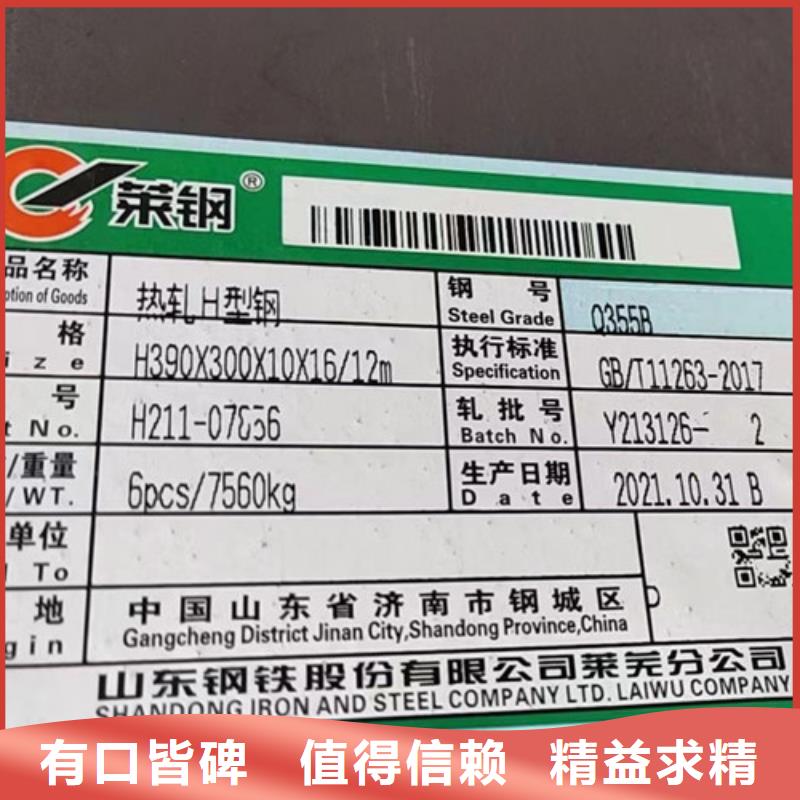 莱钢®
品名称 热轧H型钢 钢号 Q355B
ption of Goods Steel Grade
格 H390X300X10X16/12m 执行标准 GB/T11263-2017
ize Specification
号 轧批号 Y213126- 2
t No. Batch No.
/重量 6pcs/7560kg 生产日期 2021.10.31 B
/WT. Date
单位
d To
地 中国山东省济南市钢城区
gin Gangcheng District Jinan City,Shandong Province,China
山东钢铁股份有限公司莱芜分公司
SHANDONG IRON AND STEEL COMPANY LTD. LAIWU COMPANY
有口皆碑 值得信赖 精益求精